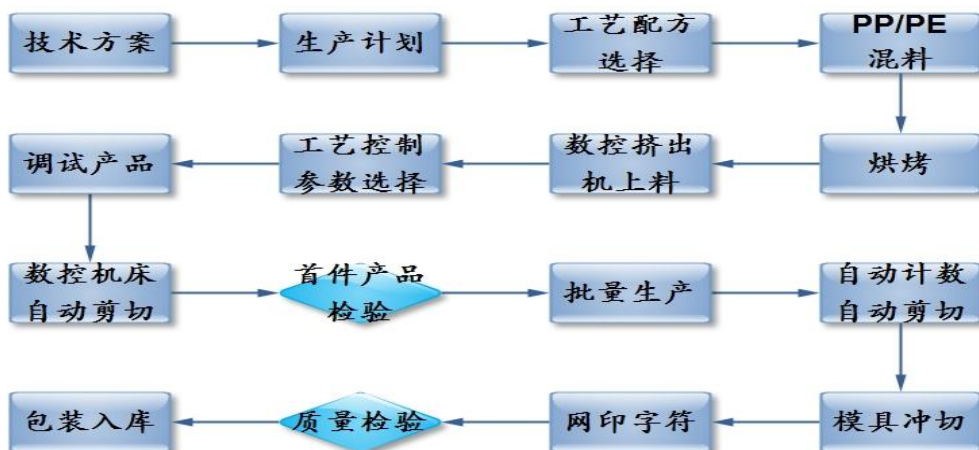 技术方案
生产计划
工艺配方
选择
PP/PE
混料
调试产品
工艺控制
参数选择
数控挤出
机上料
烘烤
数控机床
自动剪切
首件产品
检验
批量生产
自动计数
自动剪切
包装入库
质量检验
网印字符
模具冲切